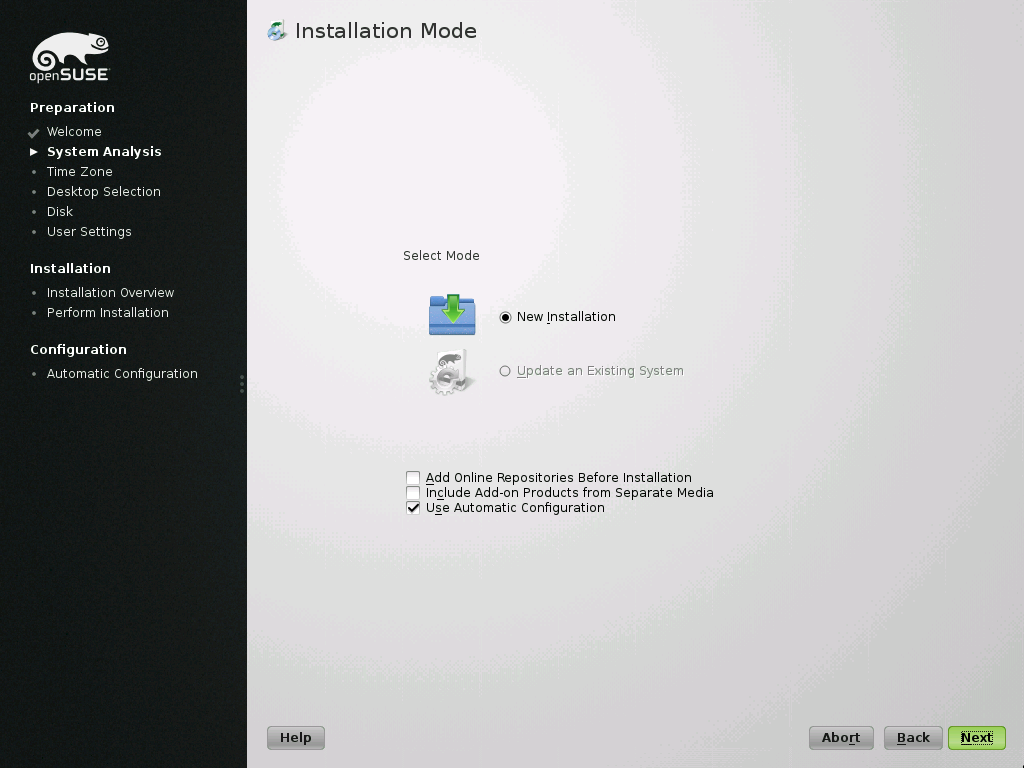 openSUSE
Preparation
Welcome
System Analysis
Time Zone
Desktop Selection
Disk
User Settings
Installation
Installation Overview
Perform Installation
Configuration
Automatic Configuration
Installation Mode
Select Mode
New Installation
Update an Existing System
Add Online Repositories Before Installation
Include Add-on Products from Separate Media
Use Automatic Configuration
Help
Abort
Back
Next